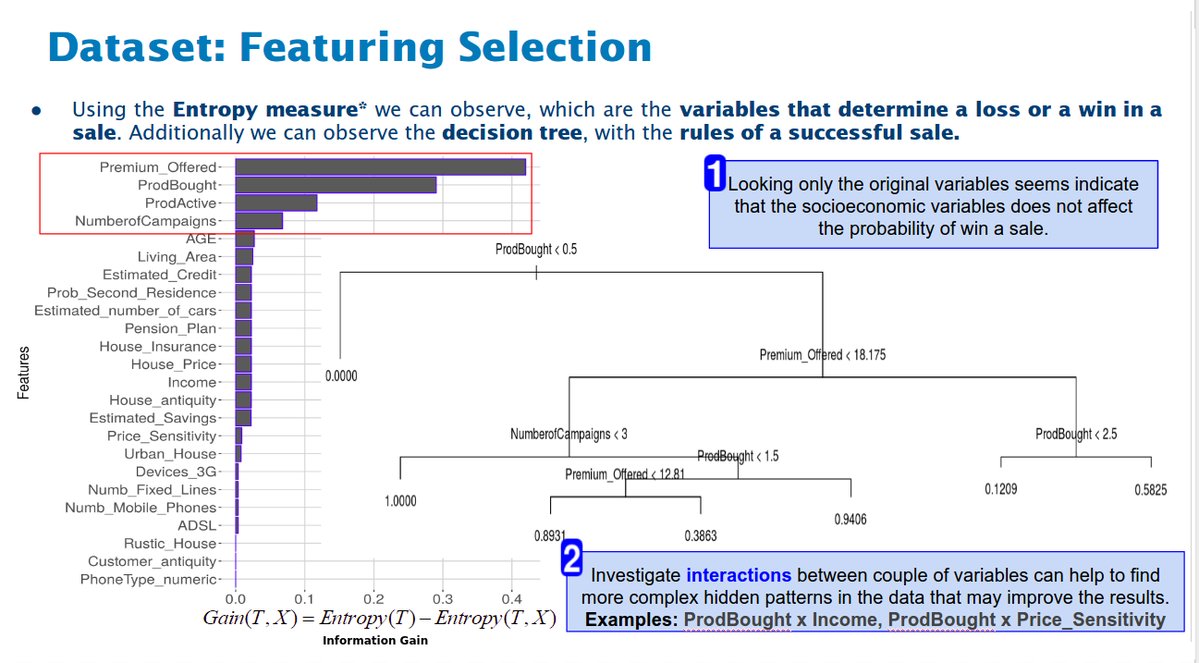 Dataset: Featuring Selection
• Using the Entropy measure* we can observe, which are the variables that determine a loss or a win in a
sale. Additionally we can observe the decision tree, with the rules of a successful sale.
Premium_Offered
ProdBought
ProdActive
NumberofCampaigns
AGE
Living_Area
Estimated_Credit
Prob_Second_Residence
Estimated_number_of_cars
Pension_Plan
House_Insurance
House_Price
Income
House_antiquity
Estimated_Savings
Price_Sensitivity
Urban_House
Devices_3G
Numb_Fixed_Lines
Numb_Mobile_Phones
ADSL
Rustic_House
Customer_antiquity
PhoneType_numeric
Features
0.0 0.1 0.2 0.3 0.4
Gain(T, X) = Entropy(T) − Entropy(T, X)
Information Gain
1
Looking only the original variables seems indicate
that the socioeconomic variables does not affect
the probability of win a sale.
ProdBought < 0.5
0.0000
Premium_Offered < 18.175
NumberofCampaigns < 3
ProdBought < 2.5
ProdBought < 1.5
Premium_Offered < 12.81
1.0000
0.1209
0.5825
0.9406
0.8931
0.3863
2
Investigate interactions between couple of variables can help to find
more complex hidden patterns in the data that may improve the results.
Examples: ProdBought x Income, ProdBought x Price_Sensitivity